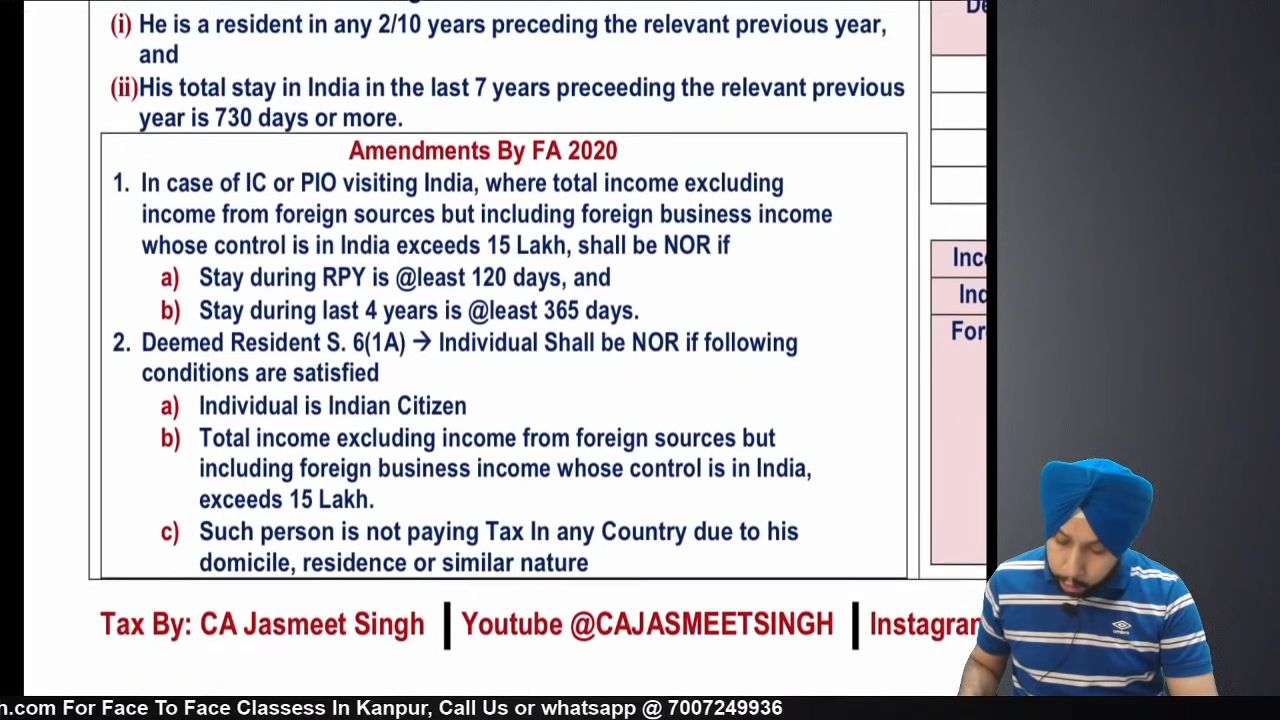 (i) He is a resident in any 2/10 years preceding the relevant previous year,
and
(ii)His total stay in India in the last 7 years preceeding the relevant previous
year is 730 days or more.
Amendments By FA 2020
1. In case of IC or PIO visiting India, where total income excluding
income from foreign sources but including foreign business income
whose control is in India exceeds 15 Lakh, shall be NOR if
a) Stay during RPY is @least 120 days, and
b) Stay during last 4 years is @least 365 days.
2. Deemed Resident S. 6(1A) → Individual Shall be NOR if following
conditions are satisfied
a) Individual is Indian Citizen
b) Total income excluding income from foreign sources but
including foreign business income whose control is in India,
exceeds 15 Lakh.
c) Such person is not paying Tax In any Country due to his
domicile, residence or similar nature
De
Inc
Ind
For
Tax By: CA Jasmeet Singh | Youtube @CAJASMEETSINGH | Instagran
umbro
n.com For Face To Face Classess In Kanpur, Call Us or whatsapp @ 7007249936